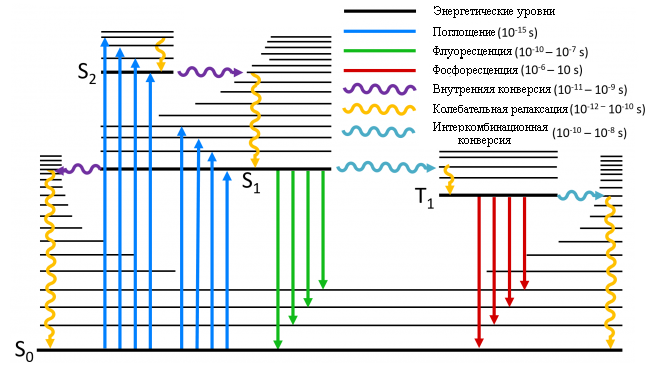 Энергетические уровни
Поглощение (10⁻¹⁵ s)
Флуоресценция (10⁻¹⁰ – 10⁻⁷ s)
Фосфоресценция (10⁻⁶ – 10 s)
Внутренняя конверсия (10⁻¹¹ – 10⁻⁹ s)
Колебательная релаксация (10⁻¹² – 10⁻¹⁰ s)
Интеркомбинационная (10⁻¹⁰ – 10⁻⁸ s)
конверсия
S₂
S₁
T₁
S₀